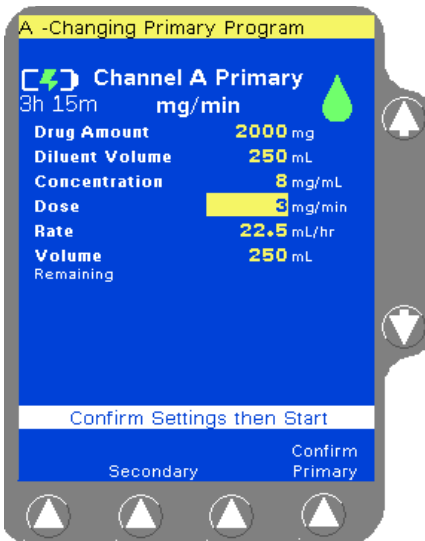 A -Changing Primary Program
Channel A Primary
3h 15m mg/min
Drug Amount 2000 mg
Diluent Volume 250 mL
Concentration 8 mg/mL
Dose 3 mg/min
Rate 22.5 mL/hr
Volume 250 mL
Remaining
Confirm Settings then Start
Confirm
Secondary Primary